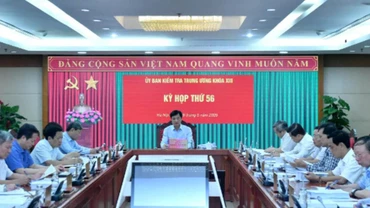 ĐẢNG CỘNG SẢN VIỆT NAM QUANG VINH MUÔN NĂM
ỦY BAN KIỂM TRA TRUNG ƯƠNG KHÓA XIII
KỲ HỌP THỨ 56